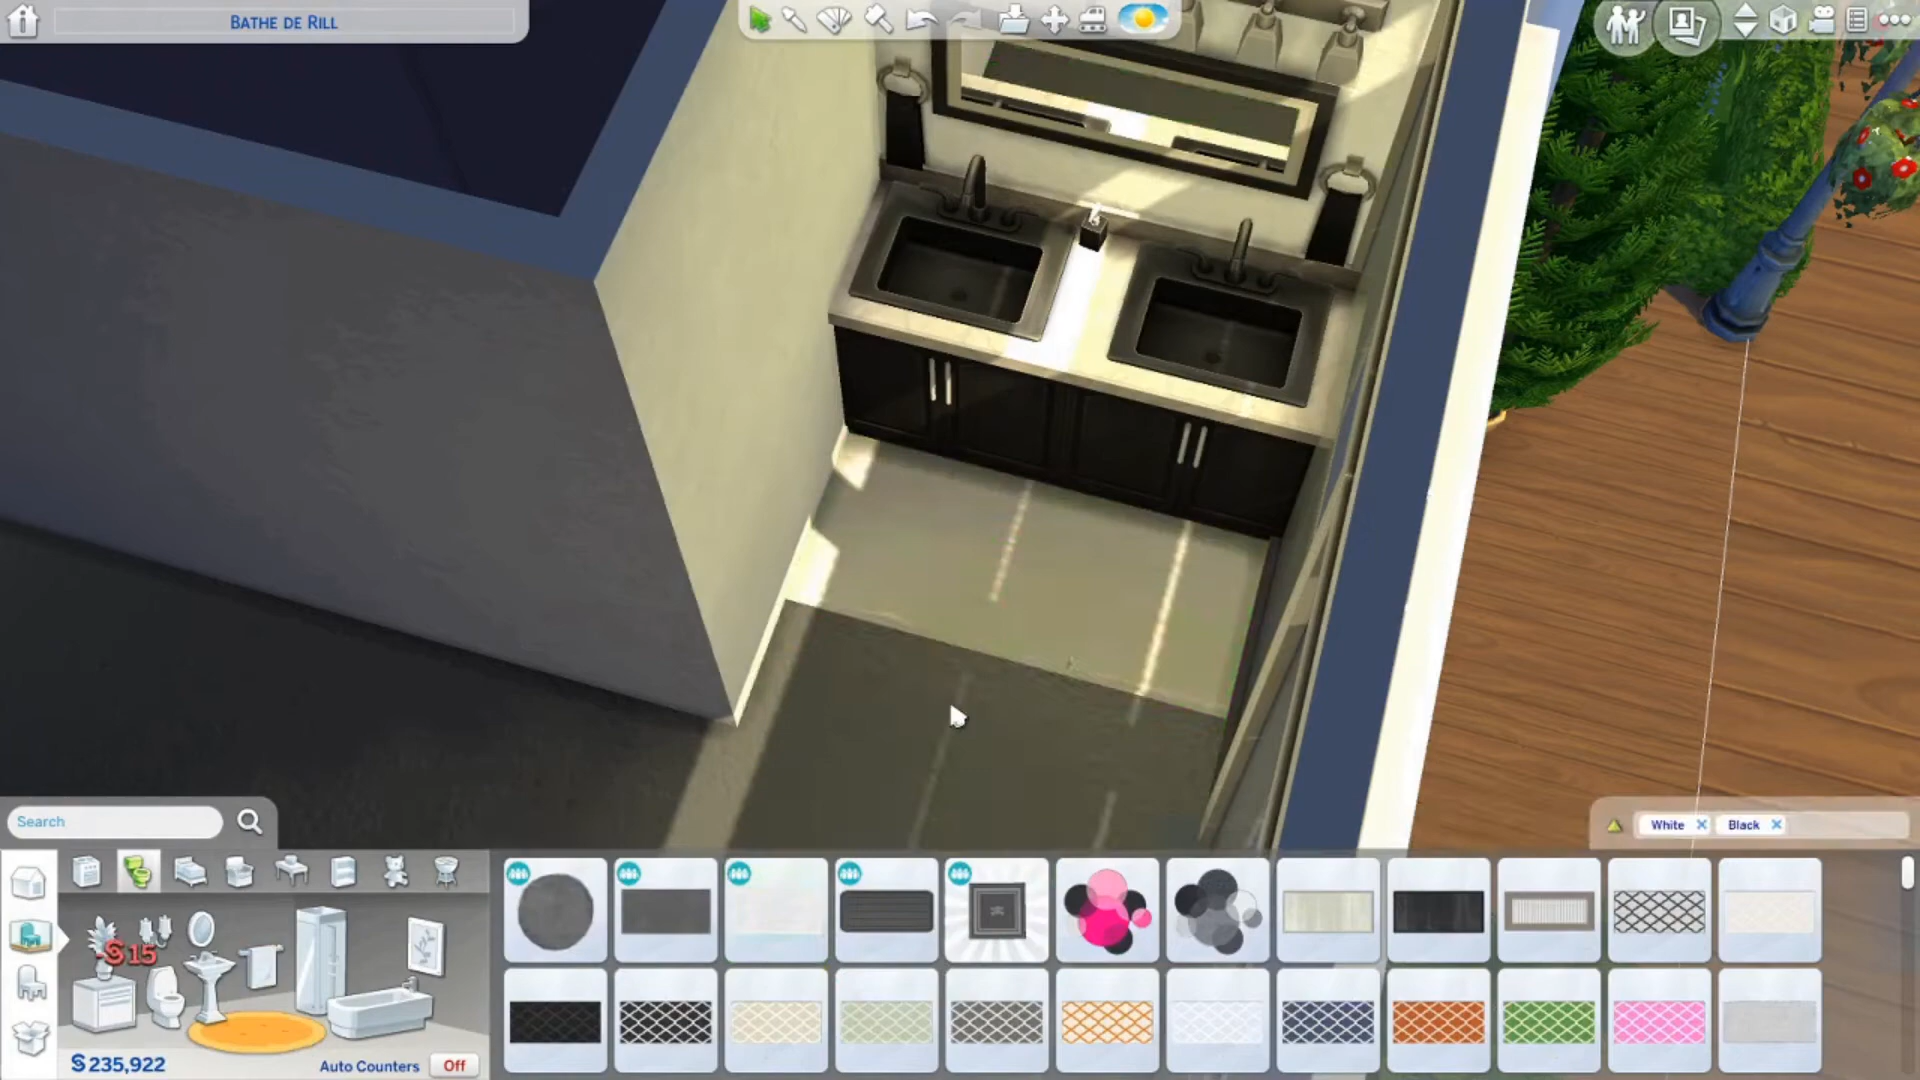 BATHE DE RILL
Search
White
Black
-§15
§235,922
Auto Counters
Off